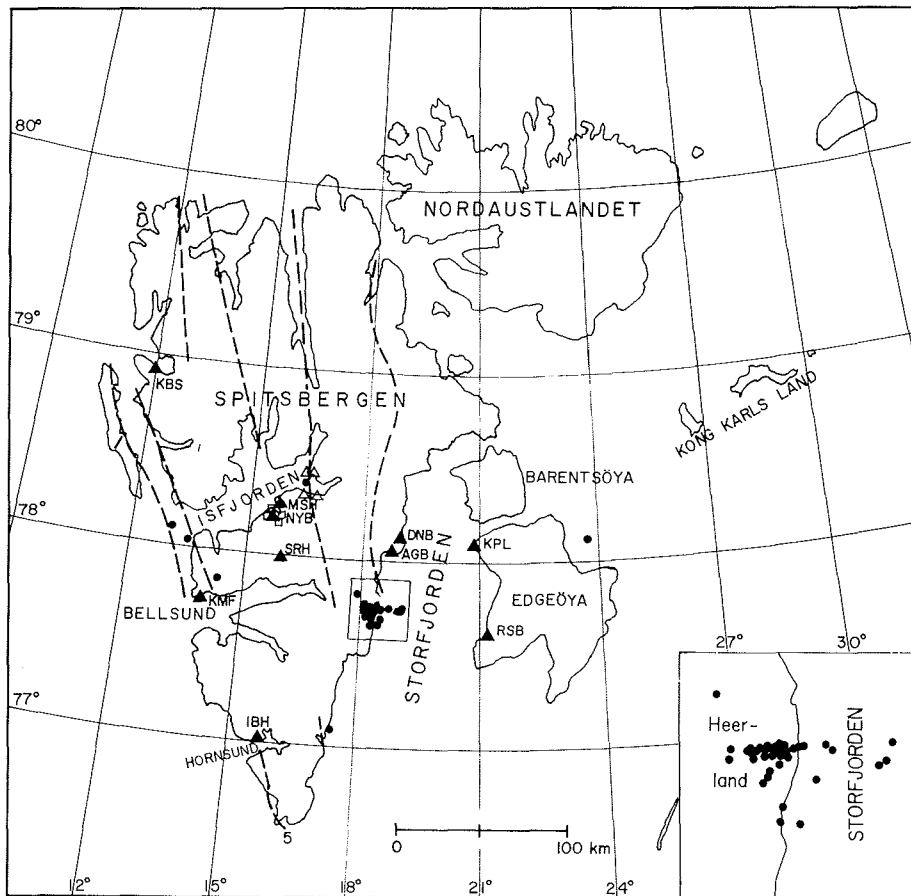 80°
NORDAUSTLANDET
79°
KBS
SPITSBERGEN
KONG KARLS LAND
ISFJORDEN
BARENTSÖYA
78°
MSH
NYB
DNB
KPL
SRH
AGB
EDGEÖYA
KMF
BELLSUND
STORFJORDEN
RSB
77°
27°
30°
IBH
HORNSUND
Heer-
land
STORFJORDEN
5
0
100 km
12°
15°
18°
21°
24°